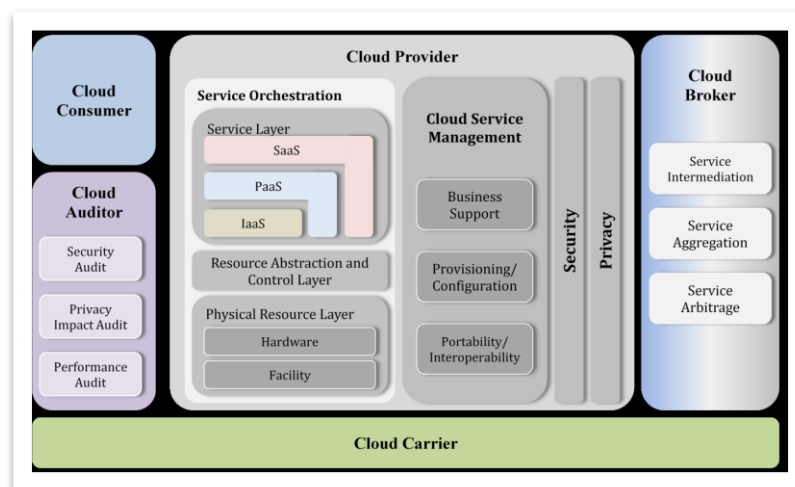 Cloud
Consumer
Cloud
Auditor
Security
Audit
Privacy
Impact Audit
Performance
Audit
Cloud Provider
Service Orchestration
Service Layer
SaaS
PaaS
IaaS
Resource Abstraction and
Control Layer
Physical Resource Layer
Hardware
Facility
Cloud Service
Management
Business
Support
Provisioning/
Configuration
Portability/
Interoperability
Security
Privacy
Cloud
Broker
Service
Intermediation
Service
Aggregation
Service
Arbitrage
Cloud Carrier